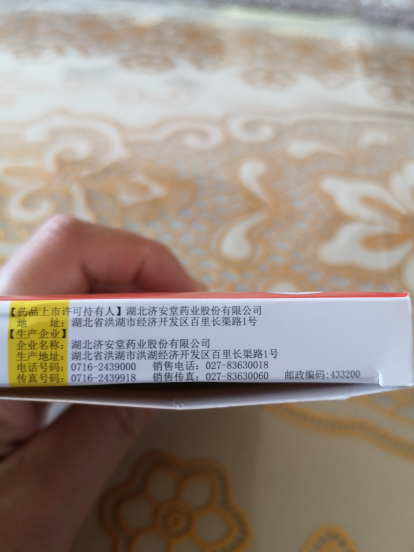 【药品上市许可持有人】湖北济安堂药业股份有限公司
地 址：湖北省洪湖市经济开发区百里长渠路1号
【生产企业】
企业名称：湖北济安堂药业股份有限公司
生产地址：湖北省洪湖市洪湖经济开发区百里长渠路1号
电话号码：0716-2439000 销售电话：027-83630018
传真号码：0716-2439918 销售传真：027-83630060 邮政编码:433200